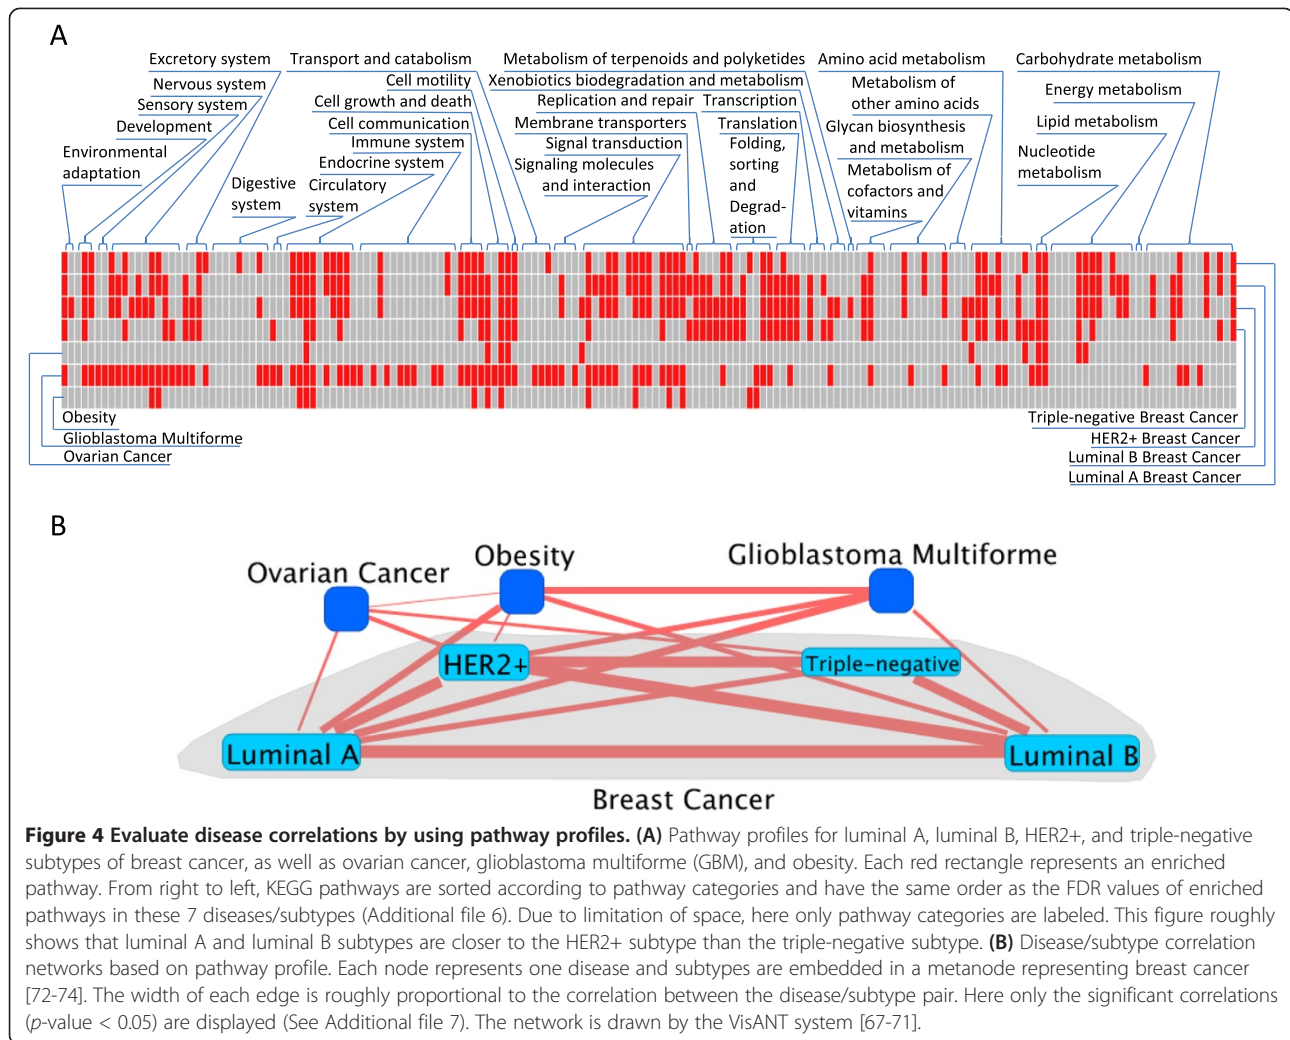 A
Excretory system
Transport and catabolism
Metabolism of terpenoids and polyketides
Amino acid metabolism
Carbohydrate metabolism
Nervous system
Cell motility
Xenobiotics biodegradation and metabolism
Metabolism of
other amino acids
Energy metabolism
Sensory system
Cell growth and death
Replication and repair
Transcription
Development
Cell communication
Membrane transporters
Translation
Glycan biosynthesis
and metabolism
Lipid metabolism
Environmental
adaptation
Immune system
Signal transduction
Folding,
sorting
and
Degrad-
ation
Nucleotide
metabolism
Endocrine system
Signaling molecules
and interaction
Metabolism of
cofactors and
vitamins
Digestive
system
Circulatory
system
Obesity
Glioblastoma Multiforme
Ovarian Cancer
Triple-negative Breast Cancer
HER2+ Breast Cancer
Luminal B Breast Cancer
Luminal A Breast Cancer
B
Ovarian Cancer
Obesity
Glioblastoma Multiforme
HER2+
Triple-negative
Luminal A
Luminal B
Breast Cancer
Figure 4 Evaluate disease correlations by using pathway profiles. (A) Pathway profiles for luminal A, luminal B, HER2+, and triple-negative
subtypes of breast cancer, as well as ovarian cancer, glioblastoma multiforme (GBM), and obesity. Each red rectangle represents an enriched
pathway. From right to left, KEGG pathways are sorted according to pathway categories and have the same order as the FDR values of enriched
pathways in these 7 diseases/subtypes (Additional file 6). Due to limitation of space, here only pathway categories are labeled. This figure roughly
shows that luminal A and luminal B subtypes are closer to the HER2+ subtype than the triple-negative subtype. (B) Disease/subtype correlation
networks based on pathway profile. Each node represents one disease and subtypes are embedded in a metanode representing breast cancer
[72-74]. The width of each edge is roughly proportional to the correlation between the disease/subtype pair. Here only the significant correlations
(p-value < 0.05) are displayed (See Additional file 7). The network is drawn by the VisANT system [67-71].